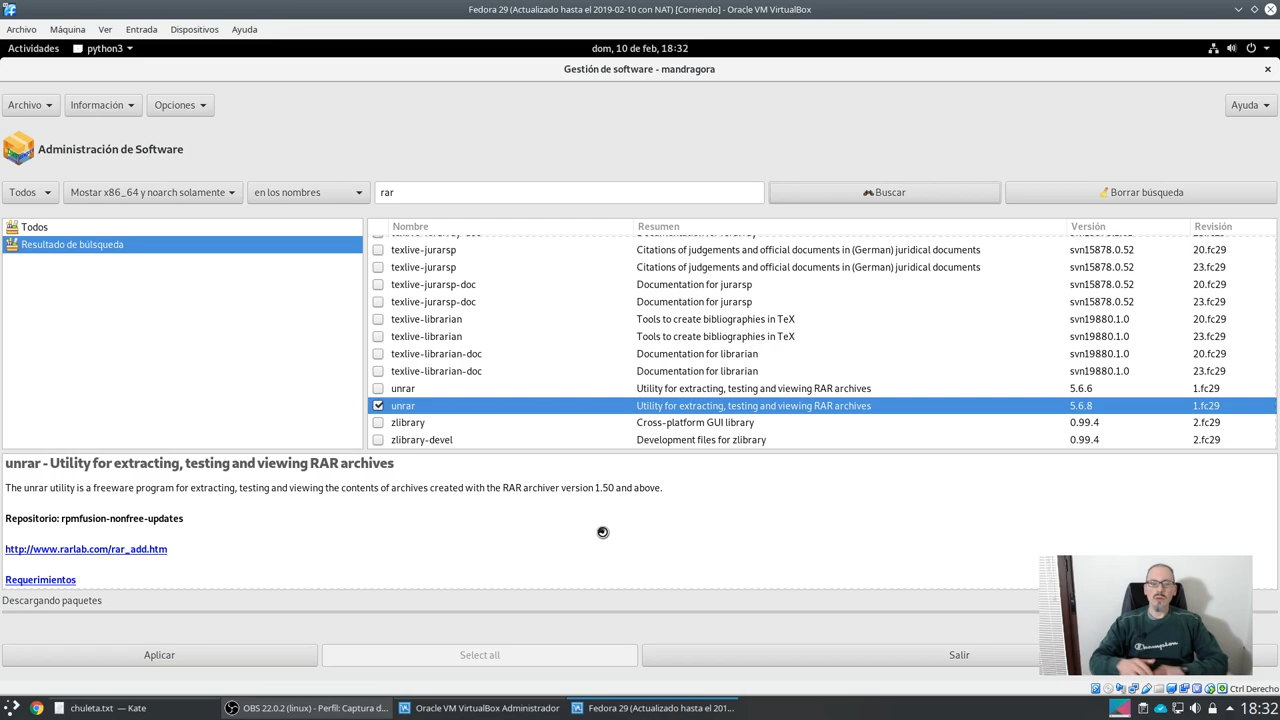 Fedora 29 (Actualizado hasta el 2019-02-10 con NAT) [Corriendo] - Oracle VM VirtualBox
Archivo Máquina Ver Entrada Dispositivos Ayuda
Actividades python3 dom, 10 de feb, 18:32
Gestión de software - mandragora
Archivo Información Opciones Ayuda
Administración de Software
Todos Mostar x86_64 y noarch solamente en los nombres rar Buscar Borrar búsqueda
Todos
Resultado de búlsqueda
Nombre Resumen Versión Revisión
texlive-jurarsp Citations of judgements and official documents in (German) juridical documents svn15878.0.52 20.fc29
texlive-jurarsp Citations of judgements and official documents in (German) juridical documents svn15878.0.52 23.fc29
texlive-jurarsp-doc Documentation for jurarsp svn15878.0.52 20.fc29
texlive-jurarsp-doc Documentation for jurarsp svn15878.0.52 23.fc29
texlive-librarian Tools to create bibliographies in TeX svn19880.1.0 20.fc29
texlive-librarian Tools to create bibliographies in TeX svn19880.1.0 23.fc29
texlive-librarian-doc Documentation for librarian svn19880.1.0 20.fc29
texlive-librarian-doc Documentation for librarian svn19880.1.0 23.fc29
unrar Utility for extracting, testing and viewing RAR archives 5.6.6 1.fc29
unrar Utility for extracting, testing and viewing RAR archives 5.6.8 1.fc29
zlibrary Cross-platform GUI library 0.99.4 2.fc29
zlibrary-devel Development files for zlibrary 0.99.4 2.fc29
unrar - Utility for extracting, testing and viewing RAR archives
The unrar utility is a freeware program for extracting, testing and viewing the contents of archives created with the RAR archiver version 1.50 and above.
Repositorio: rpmfusion-nonfree-updates
http://www.rarlab.com/rar_add.htm
Requerimientos
Descargando paquetes
Aplicar Select all Salir
Champion
Ctrl Derecho
chuleta.txt — Kate OBS 22.0.2 (linux) - Perfil: Captura d... Oracle VM VirtualBox Administrador Fedora 29 (Actualizado hasta el 201... 18:32